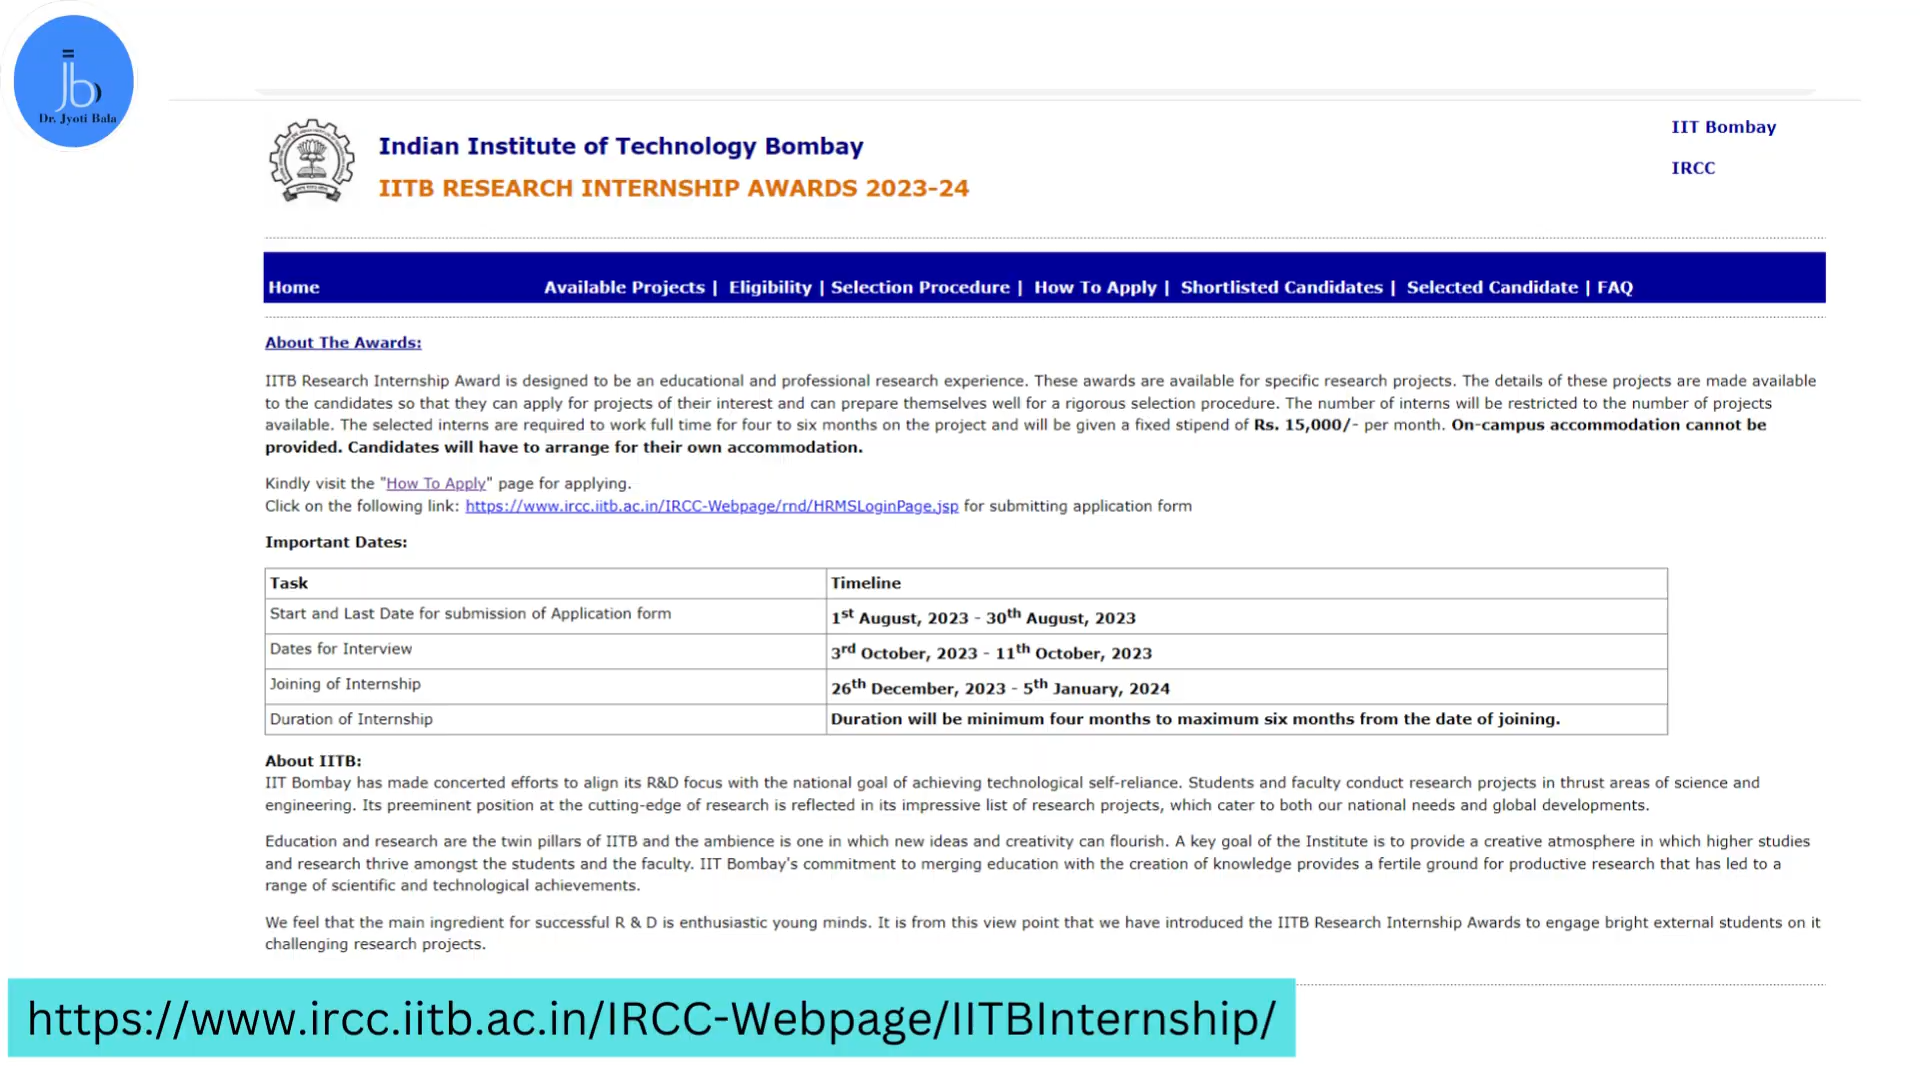 Dr. Jyoti Bala
IIT Bombay
Indian Institute of Technology Bombay
IRCC
IITB RESEARCH INTERNSHIP AWARDS 2023-24
Home Available Projects | Eligibility | Selection Procedure | How To Apply | Shortlisted Candidates | Selected Candidate | FAQ
About The Awards:
IITB Research Internship Award is designed to be an educational and professional research experience. These awards are available for specific research projects. The details of these projects are made available
to the candidates so that they can apply for projects of their interest and can prepare themselves well for a rigorous selection procedure. The number of interns will be restricted to the number of projects
available. The selected interns are required to work full time for four to six months on the project and will be given a fixed stipend of Rs. 15,000/- per month. On-campus accommodation cannot be
provided. Candidates will have to arrange for their own accommodation.
Kindly visit the "How To Apply" page for applying.
Click on the following link: https://www.ircc.iitb.ac.in/IRCC-Webpage/rnd/HRMSLoginPage.jsp for submitting application form
Important Dates:
Task Timeline
Start and Last Date for submission of Application form 1st August, 2023 - 30th August, 2023
Dates for Interview 3rd October, 2023 - 11th October, 2023
Joining of Internship 26th December, 2023 - 5th January, 2024
Duration of Internship Duration will be minimum four months to maximum six months from the date of joining.
About IITB:
IIT Bombay has made concerted efforts to align its R&D focus with the national goal of achieving technological self-reliance. Students and faculty conduct research projects in thrust areas of science and
engineering. Its preeminent position at the cutting-edge of research is reflected in its impressive list of research projects, which cater to both our national needs and global developments.
Education and research are the twin pillars of IITB and the ambience is one in which new ideas and creativity can flourish. A key goal of the Institute is to provide a creative atmosphere in which higher studies
and research thrive amongst the students and the faculty. IIT Bombay's commitment to merging education with the creation of knowledge provides a fertile ground for productive research that has led to a
range of scientific and technological achievements.
We feel that the main ingredient for successful R & D is enthusiastic young minds. It is from this view point that we have introduced the IITB Research Internship Awards to engage bright external students on it
challenging research projects.
https://www.ircc.iitb.ac.in/IRCC-Webpage/IITBInternship/